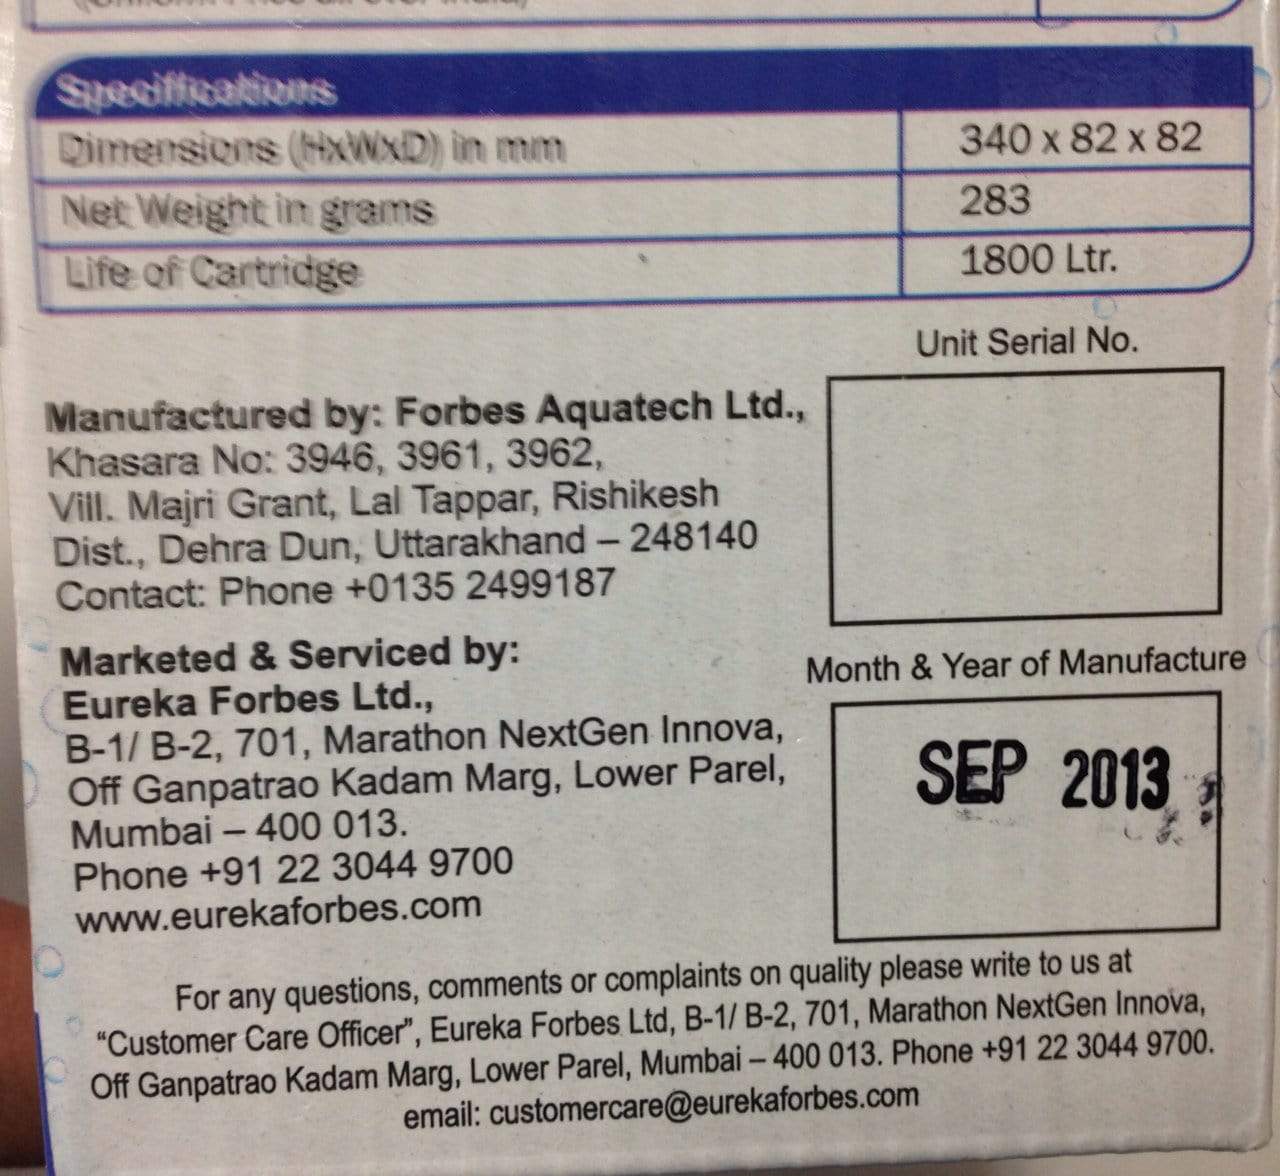 Specifications
Dimensions (HxWxD) in mm 340 x 82 x 82
Net Weight in grams 283
Life of Cartridge 1800 Ltr.
Unit Serial No.
Manufactured by: Forbes Aquatech Ltd.,
Khasara No: 3946, 3961, 3962,
Vill. Majri Grant, Lal Tappar, Rishikesh
Dist., Dehra Dun, Uttarakhand – 248140
Contact: Phone +0135 2499187
Marketed & Serviced by:
Eureka Forbes Ltd.,
B-1/ B-2, 701, Marathon NextGen Innova,
Off Ganpatrao Kadam Marg, Lower Parel,
Mumbai – 400 013.
Phone +91 22 3044 9700
www.eurekaforbes.com
Month & Year of Manufacture
SEP 2013
For any questions, comments or complaints on quality please write to us at
“Customer Care Officer”, Eureka Forbes Ltd, B-1/ B-2, 701, Marathon NextGen Innova,
Off Ganpatrao Kadam Marg, Lower Parel, Mumbai – 400 013. Phone +91 22 3044 9700.
email: customercare@eurekaforbes.com